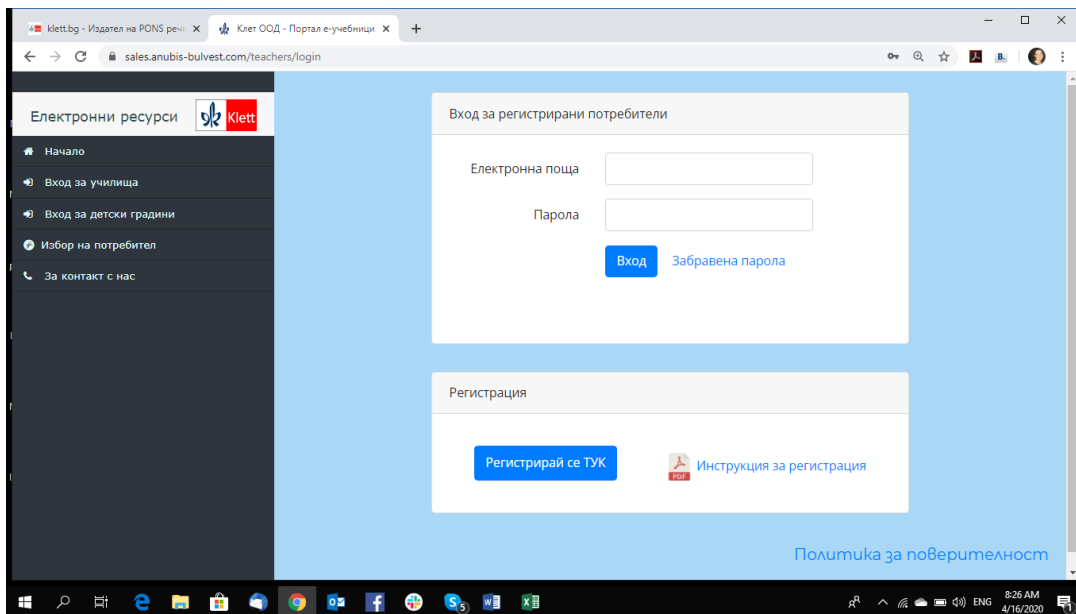 klett.bg - Издател на PONS реч
Клет ООД - Портал е-учебници
sales.anubis-bulvest.com/teachers/login
Електронни ресурси
Klett
Начало
Вход за училища
Вход за детски градини
Избор на потребител
За контакт с нас
Вход за регистрирани потребители
Електронна поща
Парола
Вход
Забравена парола
Регистрация
Регистрирай се ТУК
PDF
Инструкция за регистрация
Политика за поверителност
5
ENG
8:26 AM
4/16/2020